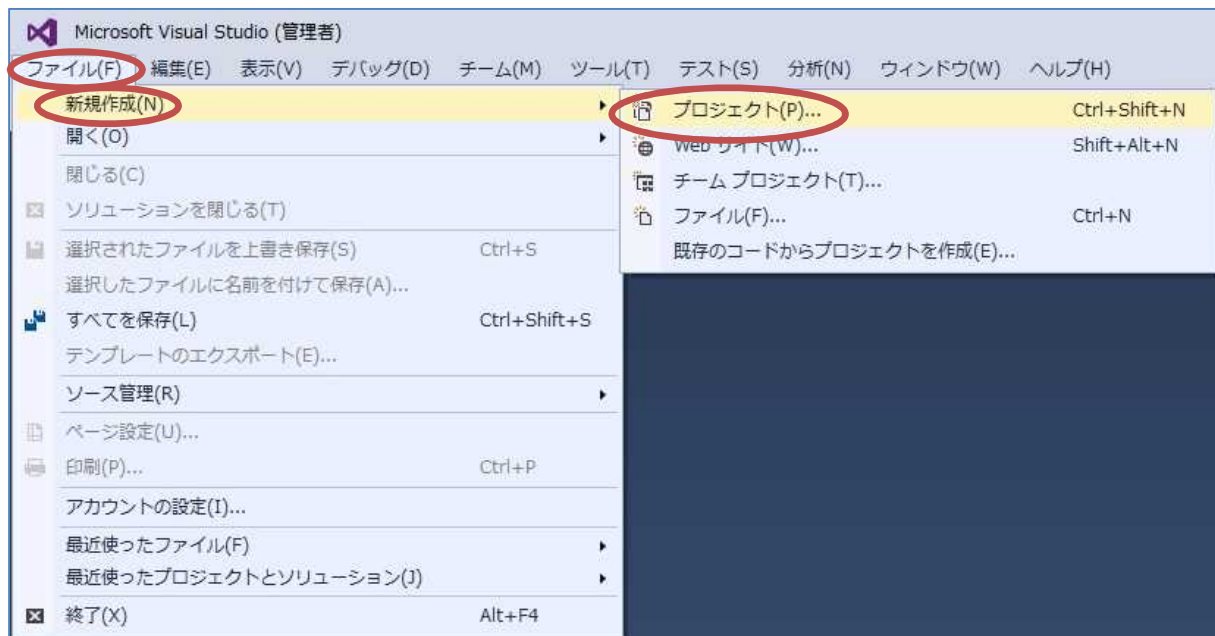 Microsoft Visual Studio (管理者)
ファイル(F) 編集(E) 表示(V) デバッグ(D) チーム(M) ツール(T) テスト(S) 分析(N) ウィンドウ(W) ヘルプ(H)
新規作成(N)
開く(O)
閉じる(C)
ソリューションを閉じる(T)
選択されたファイルを上書き保存(S) Ctrl+S
選択したファイルに名前を付けて保存(A)...
すべてを保存(L) Ctrl+Shift+S
テンプレートのエクスポート(E)...
ソース管理(R)
ページ設定(U)...
印刷(P)... Ctrl+P
アカウントの設定(I)...
最近使ったファイル(F)
最近使ったプロジェクトとソリューション(J)
終了(X) Alt+F4
プロジェクト(P)... Ctrl+Shift+N
Web サイト(W)... Shift+Alt+N
チーム プロジェクト(T)...
ファイル(F)... Ctrl+N
既存のコードからプロジェクトを作成(E)...